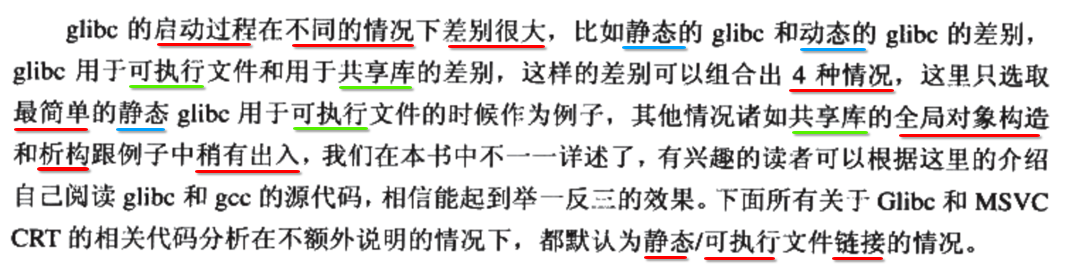 glibc 的启动过程在不同的情况下差别很大，比如静态的 glibc 和动态的 glibc 的差别，
glibc 用于可执行文件和用于共享库的差别，这样的差别可以组合出 4 种情况，这里只选取
最简单的静态 glibc 用于可执行文件的时候作为例子，其他情况诸如共享库的全局对象构造
和析构跟例子中稍有出入，我们在本书中不一一详述了，有兴趣的读者可以根据这里的介绍
自己阅读 glibc 和 gcc 的源代码，相信能起到举一反三的效果。下面所有关于 Glibc 和 MSVC
CRT 的相关代码分析在不额外说明的情况下，都默认为静态/可执行文件链接的情况。